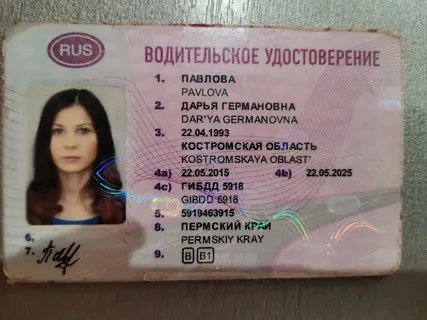 RUS ВОДИТЕЛЬСКОЕ УДОСТОВЕРЕНИЕ
1. ПАВЛОВА
PAVLOVA
2. ДАРЬЯ ГЕРМАНОВНА
DAR'YA GERMANOVNA
3. 22.04.1993
КОСТРОМСКАЯ ОБЛАСТЬ
KOSTROMSKAYA OBLAST'
4a) 22.05.2015 4b) 22.05.2025
4c) ГИБДД 5918
GIBDD 5918
5. 5919463915
6.
7.
8. ПЕРМСКИЙ КРАЙ
PERMSKIY KRAY
9. B B1